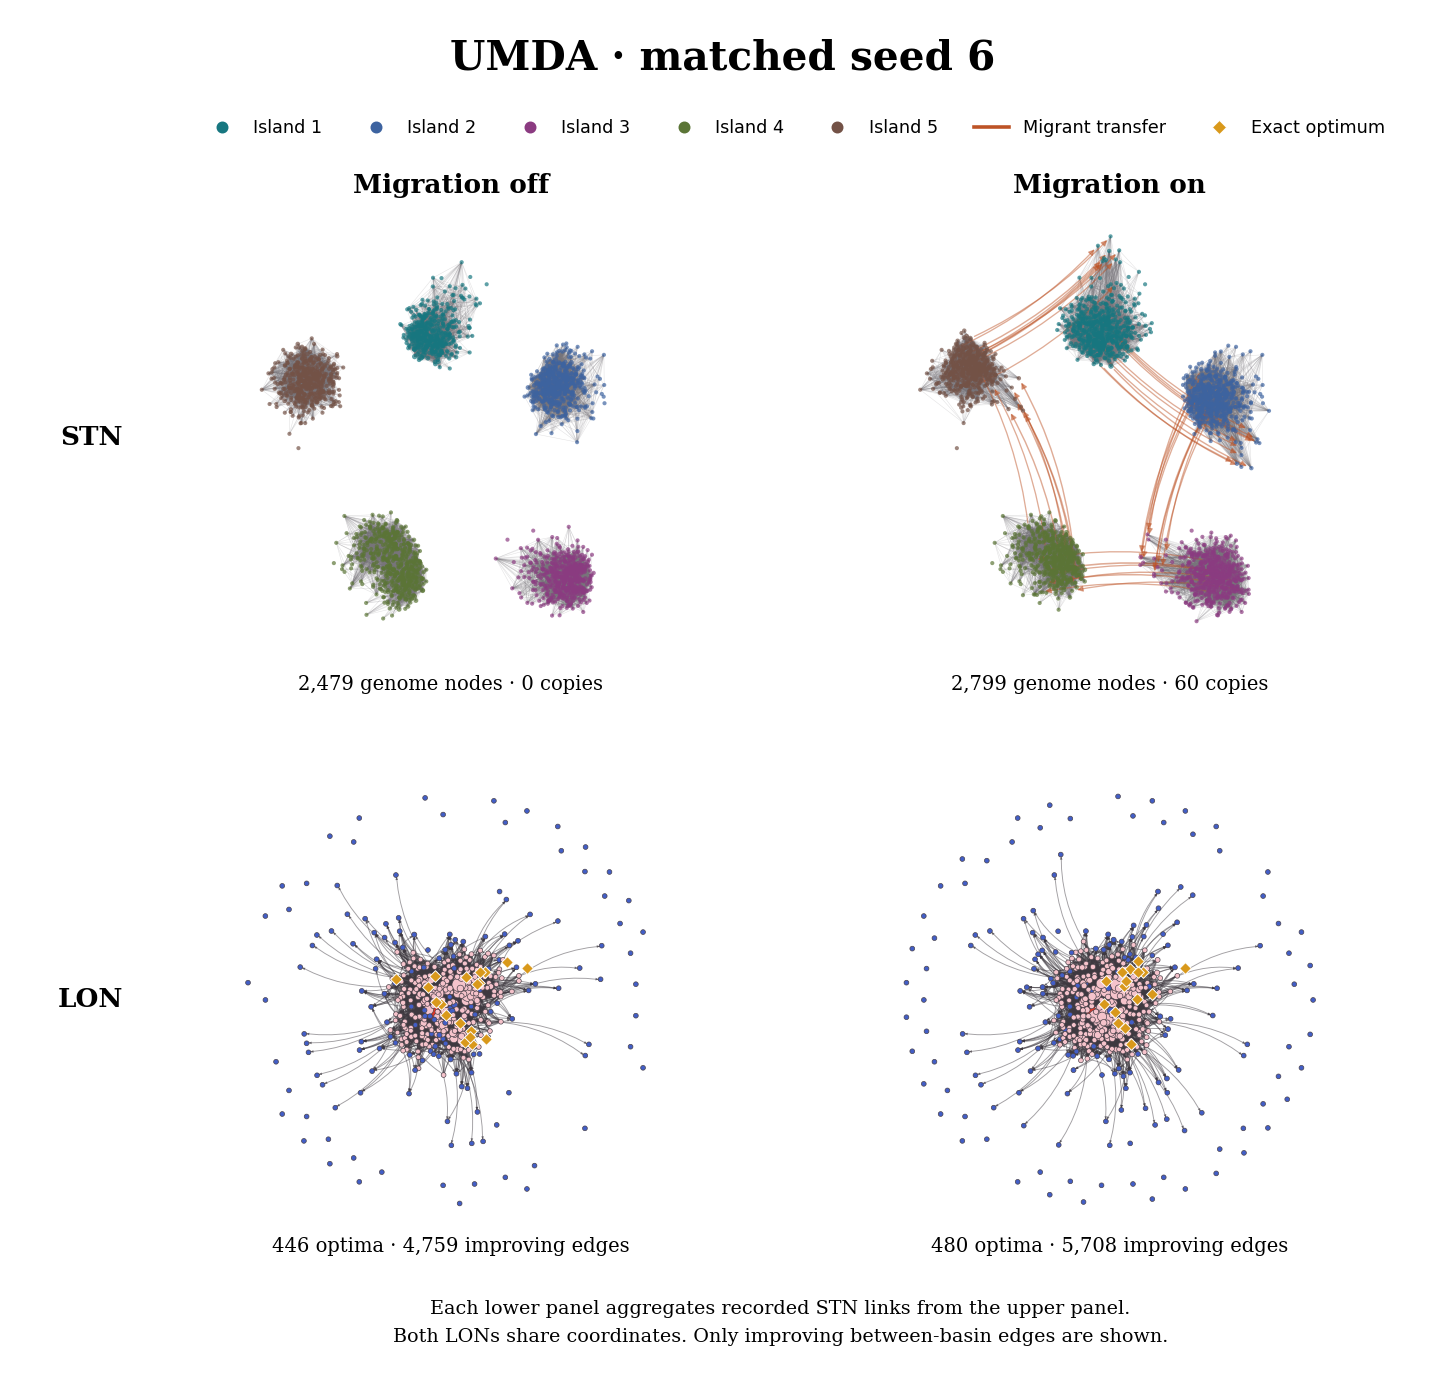 UMDA · matched seed 6
Island 1
Island 2
Island 3
Island 4
Island 5
Migrant transfer
Exact optimum
Migration off
Migration on
STN
2,479 genome nodes · 0 copies
2,799 genome nodes · 60 copies
LON
446 optima · 4,759 improving edges
480 optima · 5,708 improving edges
Each lower panel aggregates recorded STN links from the upper panel.
Both LONs share coordinates. Only improving between-basin edges are shown.